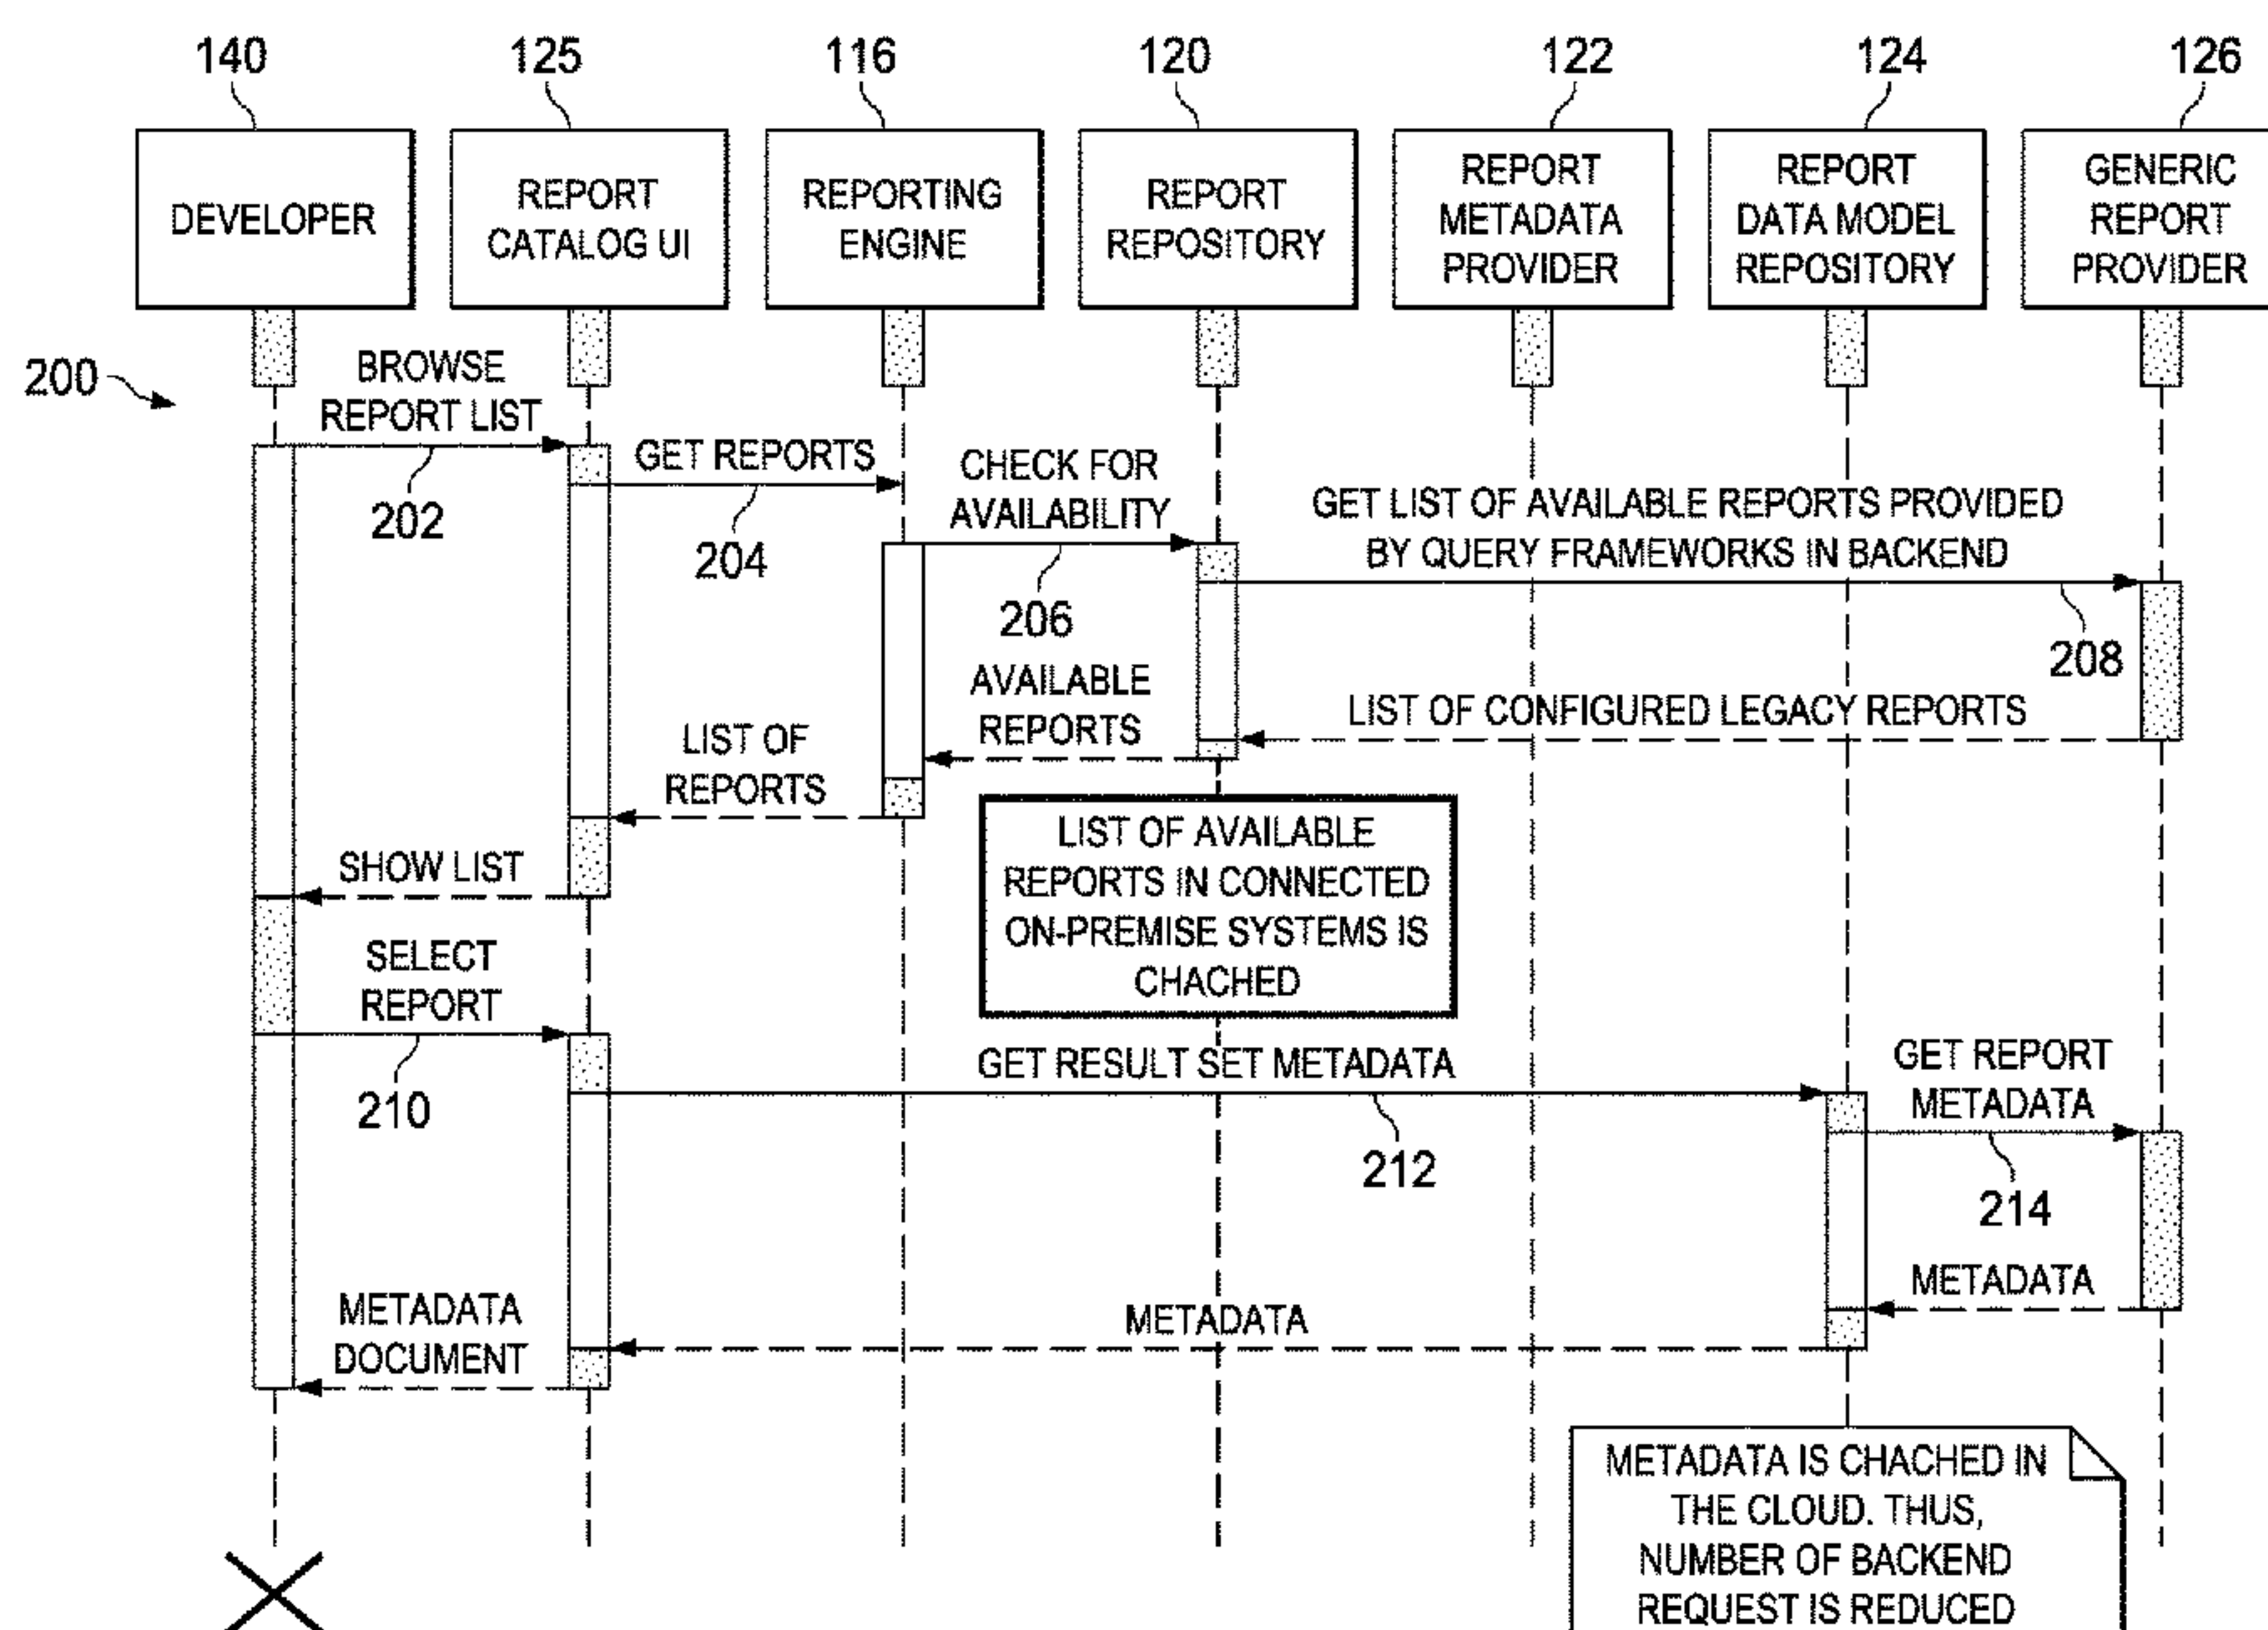 140
125
116
120
122
124
126
DEVELOPER
REPORT
CATALOG UI
REPORTING
ENGINE
REPORT
REPOSITORY
REPORT
METADATA
PROVIDER
REPORT
DATA MODEL
REPOSITORY
GENERIC
REPORT
PROVIDER
200
BROWSE
REPORT LIST
202
GET REPORTS
204
CHECK FOR
AVAILABILITY
206
GET LIST OF AVAILABLE REPORTS PROVIDED
BY QUERY FRAMEWORKS IN BACKEND
208
LIST OF CONFIGURED LEGACY REPORTS
AVAILABLE
REPORTS
LIST OF
REPORTS
SHOW LIST
LIST OF AVAILABLE
REPORTS IN CONNECTED
ON-PREMISE SYSTEMS IS
CHACHED
SELECT
REPORT
210
GET RESULT SET METADATA
212
GET REPORT
METADATA
214
METADATA
METADATA
METADATA
DOCUMENT
METADATA IS CHACHED IN
THE CLOUD. THUS,
NUMBER OF BACKEND
REQUEST IS REDUCED